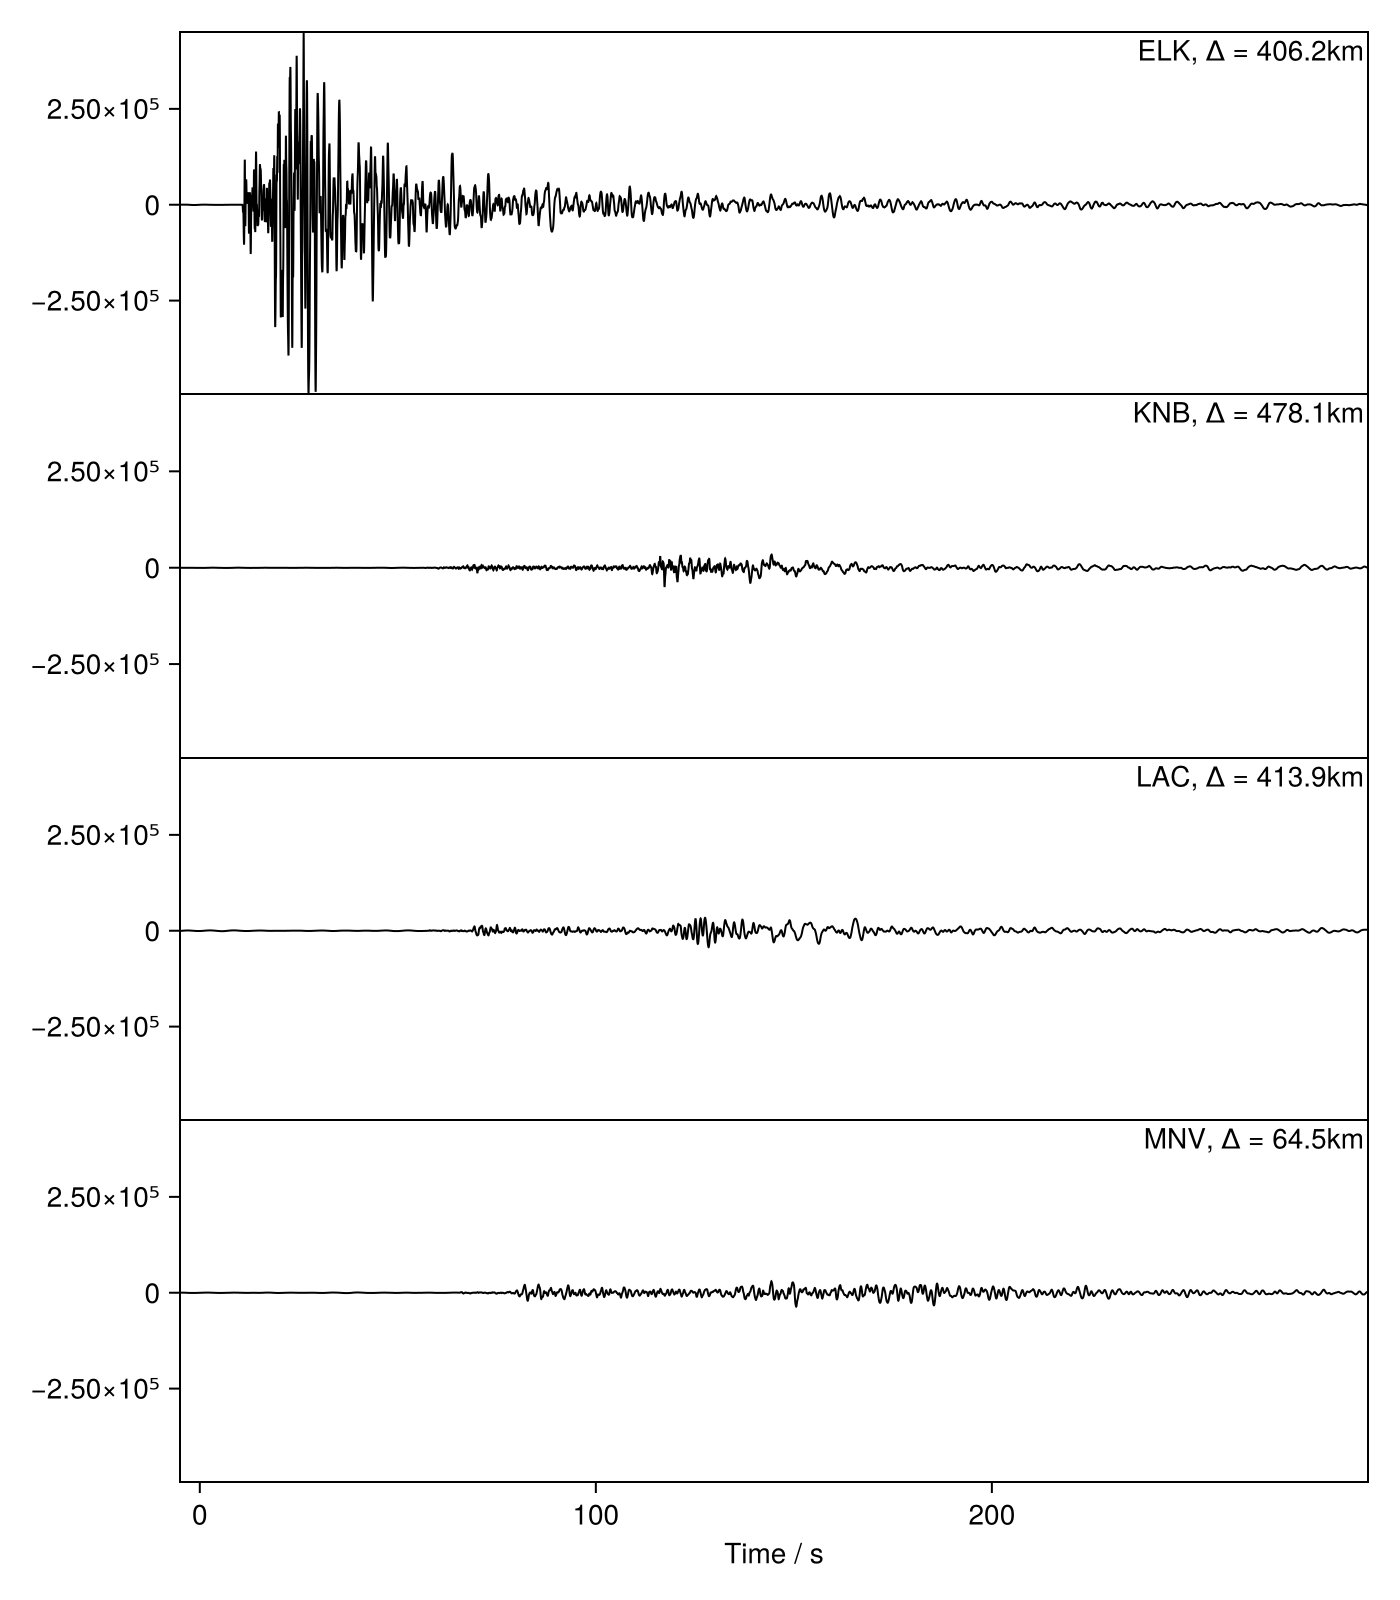 ELK, Δ = 406.2km
2.50×10⁵
0
−2.50×10⁵
KNB, Δ = 478.1km
2.50×10⁵
0
−2.50×10⁵
LAC, Δ = 413.9km
2.50×10⁵
0
−2.50×10⁵
MNV, Δ = 64.5km
2.50×10⁵
0
−2.50×10⁵
0 100 200
Time / s